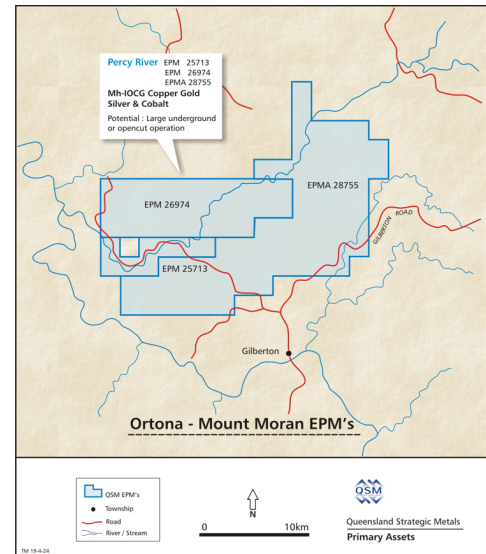 Percy River EPM 25713
EPM 26974
EPMA 28755
Mh-IOCG Copper Gold
Silver & Cobalt
Potential : Large underground
or opencut operation
EPM 26974
EPMA 28755
GILBERTON ROAD
EPM 25713
Gilberton
Ortona - Mount Moran EPM's
QSM EPM's
Township
Road
River / Stream
N
0 10km
QSM
Queensland Strategic Metals
Primary Assets
TM 19-4-24